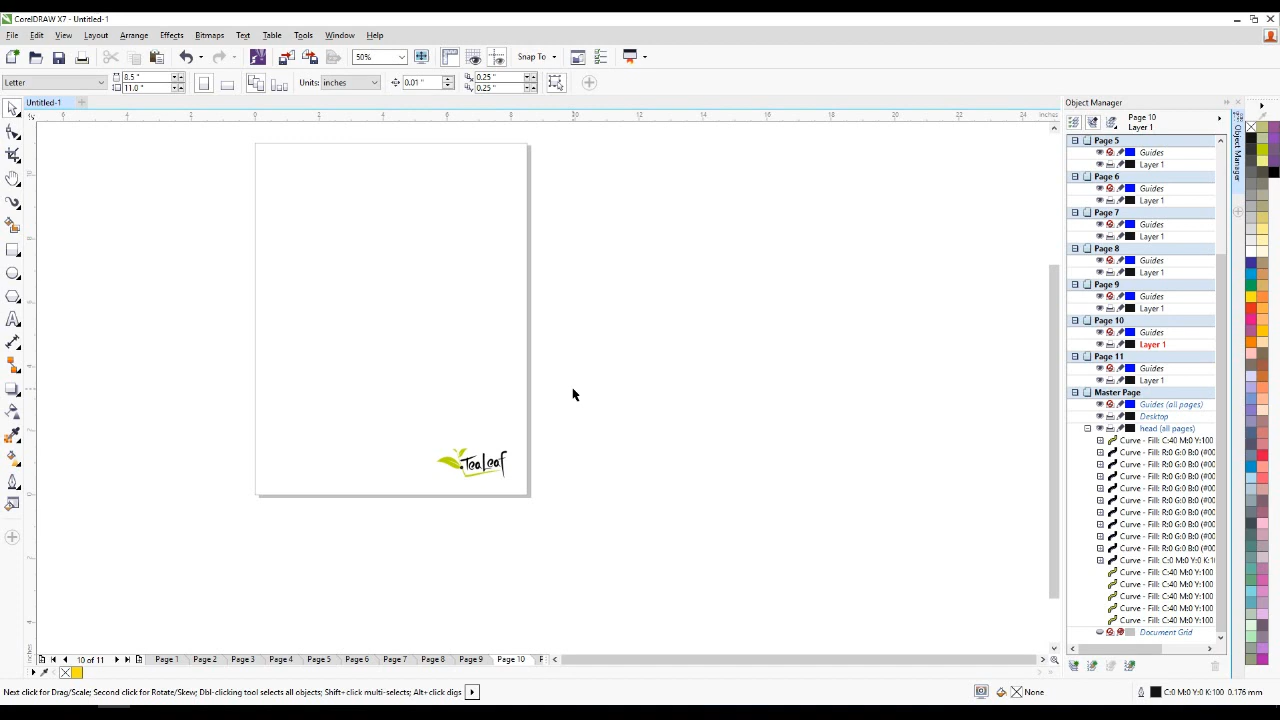 CorelDRAW X7 - Untitled-1
File Edit View Layout Arrange Effects Bitmaps Text Table Tools Window Help
50% Snap To
Letter 8.5 " 11.0 " Units: inches 0.01 " 0.25 " 0.25 "
Untitled-1
inches
TeaLeaf
Object Manager
Page 10
Layer 1
Page 5
Guides
Layer 1
Page 6
Guides
Layer 1
Page 7
Guides
Layer 1
Page 8
Guides
Layer 1
Page 9
Guides
Layer 1
Page 10
Guides
Layer 1
Page 11
Guides
Layer 1
Master Page
Guides (all pages)
Desktop
head (all pages)
Curve - Fill: C:40 M:0 Y:100
Curve - Fill: R:0 G:0 B:0 (#00
Curve - Fill: R:0 G:0 B:0 (#00
Curve - Fill: R:0 G:0 B:0 (#00
Curve - Fill: R:0 G:0 B:0 (#00
Curve - Fill: R:0 G:0 B:0 (#00
Curve - Fill: R:0 G:0 B:0 (#00
Curve - Fill: R:0 G:0 B:0 (#00
Curve - Fill: R:0 G:0 B:0 (#00
Curve - Fill: R:0 G:0 B:0 (#00
Curve - Fill: C:0 M:0 Y:0 K:1
Curve - Fill: C:40 M:0 Y:100
Curve - Fill: C:40 M:0 Y:100
Curve - Fill: C:40 M:0 Y:100
Curve - Fill: C:40 M:0 Y:100
Curve - Fill: C:40 M:0 Y:100
Document Grid
Object Manager
10 of 11 Page 1 Page 2 Page 3 Page 4 Page 5 Page 6 Page 7 Page 8 Page 9 Page 10 P
Next click for Drag/Scale; Second click for Rotate/Skew; Dbl-clicking tool selects all objects; Shift+click multi-selects; Alt+click digs
None
C:0 M:0 Y:0 K:100 0.176 mm